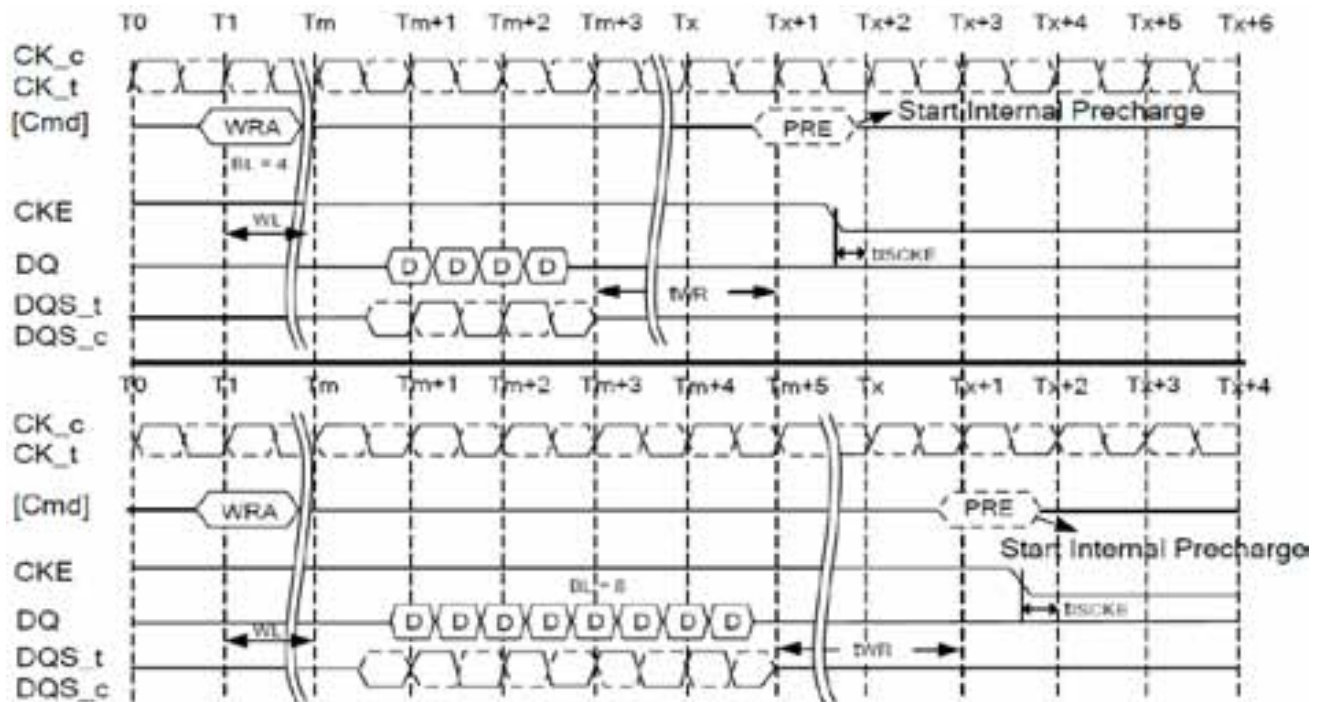 T0 T1 Tm Tm+1 Tm+2 Tm+3 Tx Tx+1 Tx+2 Tx+3 Tx+4 Tx+5 Tx+6
CK_c
CK_t
[Cmd] WRA PRE Start Internal Precharge
BL = 4
CKE WL tISCKE
DQ D D D D
DQS_t tWR
DQS_c
T0 T1 Tm Tm+1 Tm+2 Tm+3 Tm+4 Tm+5 Tx Tx+1 Tx+2 Tx+3 Tx+4
CK_c
CK_t
[Cmd] WRA PRE
Start Internal Precharge
CKE BL = 8
tISCKE
DQ WL D D D D D D D D
DQS_t tWR
DQS_c